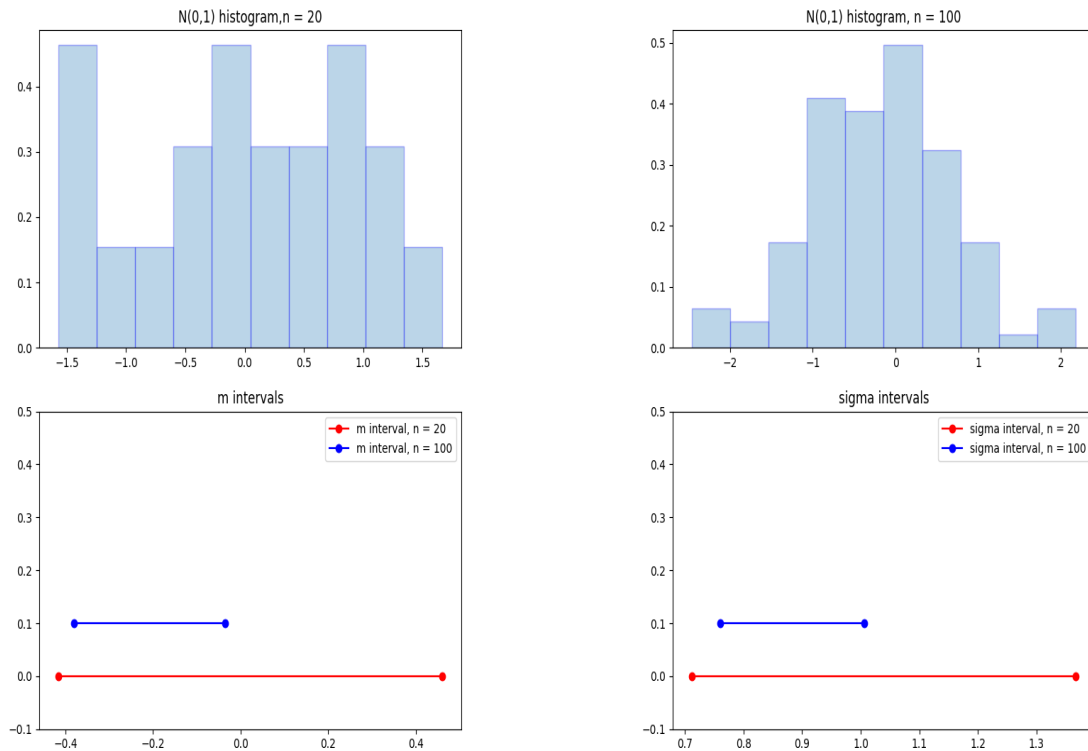 N(0,1) histogram,n = 20
0.4
0.3
0.2
0.1
0.0
−1.5 −1.0 −0.5 0.0 0.5 1.0 1.5
N(0,1) histogram, n = 100
0.5
0.4
0.3
0.2
0.1
0.0
−2 −1 0 1 2
m intervals
m interval, n = 20
m interval, n = 100
0.5
0.4
0.3
0.2
0.1
0.0
−0.1
−0.4 −0.2 0.0 0.2 0.4
sigma intervals
sigma interval, n = 20
sigma interval, n = 100
0.5
0.4
0.3
0.2
0.1
0.0
−0.1
0.7 0.8 0.9 1.0 1.1 1.2 1.3